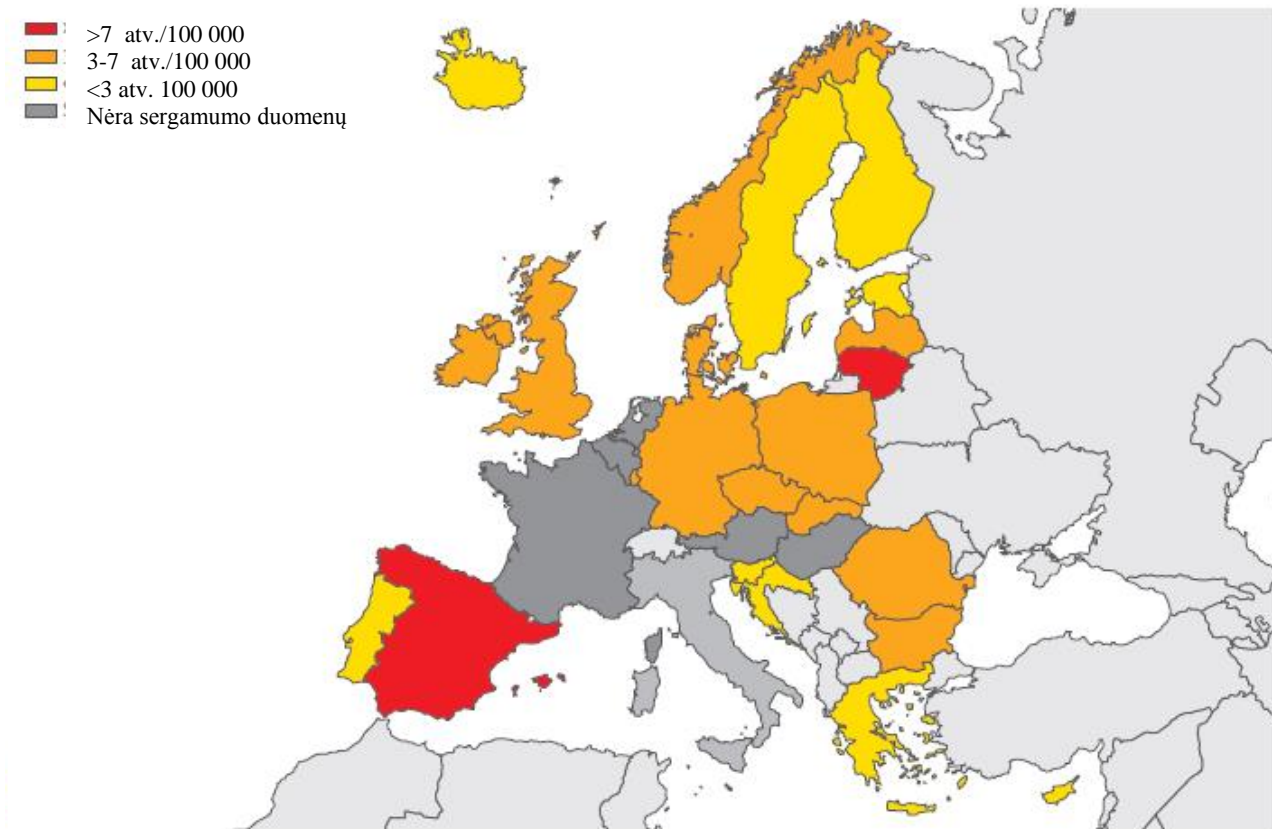 >7 atv./100 000
3-7 atv./100 000
<3 atv. 100 000
Nėra sergamumo duomenų